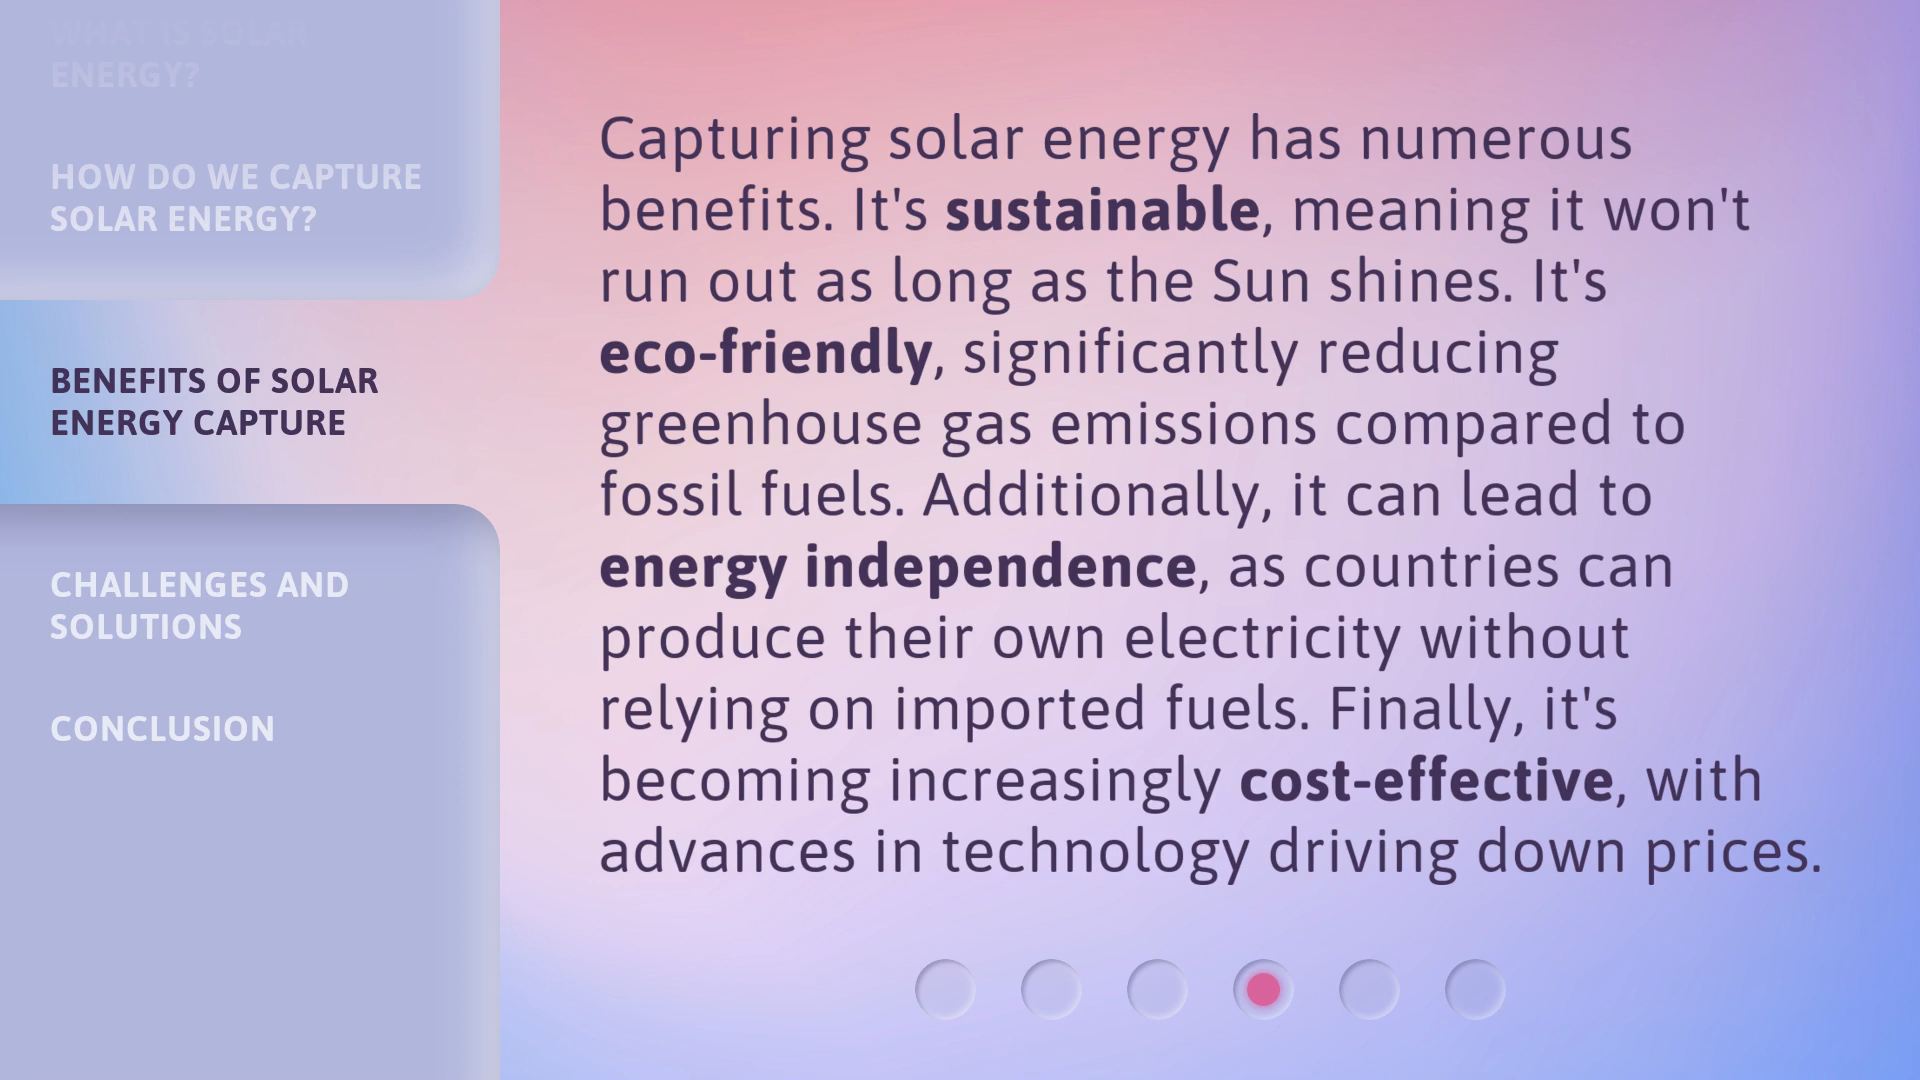 WHAT IS SOLAR
ENERGY?
HOW DO WE CAPTURE
SOLAR ENERGY?
BENEFITS OF SOLAR
ENERGY CAPTURE
CHALLENGES AND
SOLUTIONS
CONCLUSION
Capturing solar energy has numerous
benefits. It's sustainable, meaning it won't
run out as long as the Sun shines. It's
eco-friendly, significantly reducing
greenhouse gas emissions compared to
fossil fuels. Additionally, it can lead to
energy independence, as countries can
produce their own electricity without
relying on imported fuels. Finally, it's
becoming increasingly cost-effective, with
advances in technology driving down prices.